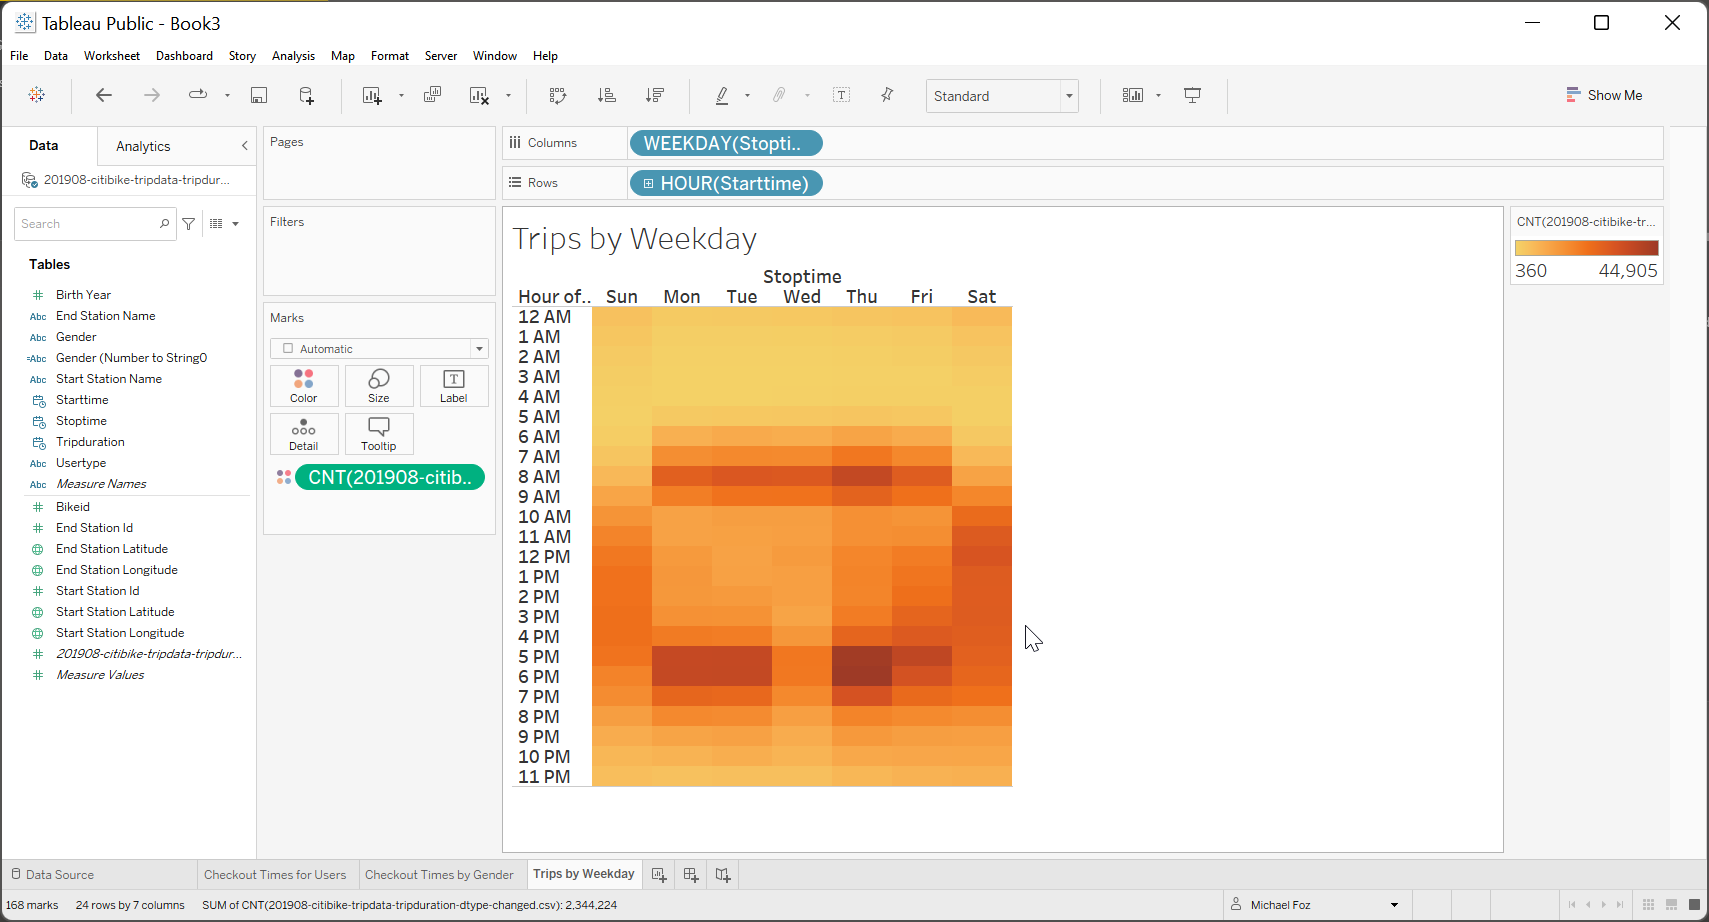 Tableau Public - Book3
File Data Worksheet Dashboard Story Analysis Map Format Server Window Help
Standard
Show Me
Data Analytics
201908-citibike-tripdata-tripdur...
Search
Tables
# Birth Year
Abc End Station Name
Abc Gender
=Abc Gender (Number to String0
Abc Start Station Name
Starttime
Stoptime
Tripduration
Abc Usertype
Abc Measure Names
# Bikeid
# End Station Id
End Station Latitude
End Station Longitude
# Start Station Id
Start Station Latitude
Start Station Longitude
# 201908-citibike-tripdata-tripdur...
# Measure Values
Pages
Filters
Marks
Automatic
Color Size Label
Detail Tooltip
CNT(201908-citib..
Columns WEEKDAY(Stopti..
Rows HOUR(Starttime)
Trips by Weekday
Stoptime
Hour of.. Sun Mon Tue Wed Thu Fri Sat
12 AM
1 AM
2 AM
3 AM
4 AM
5 AM
6 AM
7 AM
8 AM
9 AM
10 AM
11 AM
12 PM
1 PM
2 PM
3 PM
4 PM
5 PM
6 PM
7 PM
8 PM
9 PM
10 PM
11 PM
CNT(201908-citibike-tr...
360 44,905
Data Source Checkout Times for Users Checkout Times by Gender Trips by Weekday
168 marks 24 rows by 7 columns SUM of CNT(201908-citibike-tripdata-tripduration-dtype-changed.csv): 2,344,224
Michael Foz